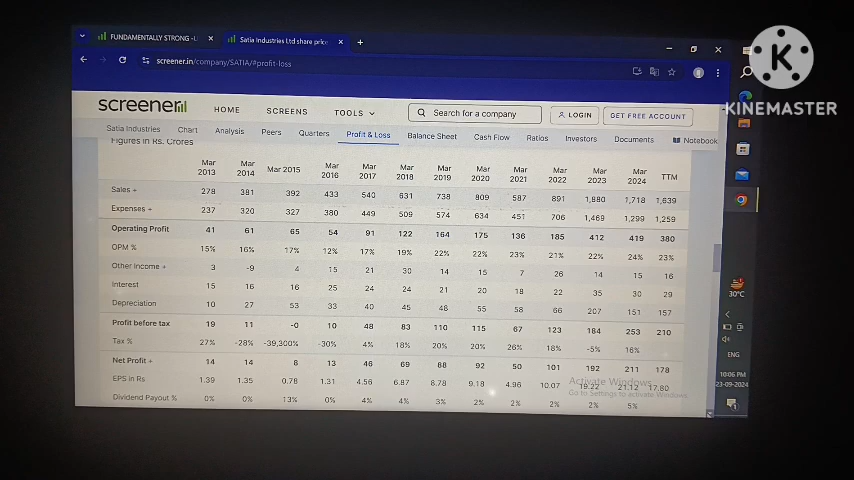 FUNDAMENTALLY STRONG -U
Satia Industries Ltd share price
screener.in/company/SATIA/#profit-loss
KINEMASTER
screener
HOME
SCREENS
TOOLS
Search for a company
LOGIN
GET FREE ACCOUNT
Satia Industries Chart Analysis Peers Quarters Profit & Loss Balance Sheet Cash Flow Ratios Investors Documents Notebook
Figures in Rs. Crores
Mar 2013 Mar 2014 Mar 2015 Mar 2016 Mar 2017 Mar 2018 Mar 2019 Mar 2020 Mar 2021 Mar 2022 Mar 2023 Mar 2024 TTM
Sales + 278 381 392 433 540 631 738 809 587 891 1,880 1,718 1,639
Expenses + 237 320 327 380 449 509 574 634 451 706 1,469 1,299 1,259
Operating Profit 41 61 65 54 91 122 164 175 136 185 412 419 380
OPM % 15% 16% 17% 12% 17% 19% 22% 22% 23% 21% 22% 24% 23%
Other Income + 3 -9 4 15 21 30 14 15 7 26 14 15 16
Interest 15 16 16 25 24 24 21 20 18 22 35 30 29
Depreciation 10 27 53 33 40 45 48 55 58 66 207 151 157
Profit before tax 19 11 -0 10 48 83 110 115 67 123 184 253 210
Tax % 27% -28% -39,300% -30% 4% 18% 20% 20% 26% 18% -5% 16%
Net Profit + 14 14 8 13 46 69 88 92 50 101 192 211 178
EPS in Rs 1.39 1.35 0.78 1.31 4.56 6.87 8.78 9.18 4.96 10.07 19.22 21.12 17.80
Dividend Payout % 0% 0% 13% 0% 4% 4% 3% 2% 2% 2% 2% 5%
Activate Windows
Go to Settings to activate Windows.
30°C
ENG
10:06 PM
23-09-2024